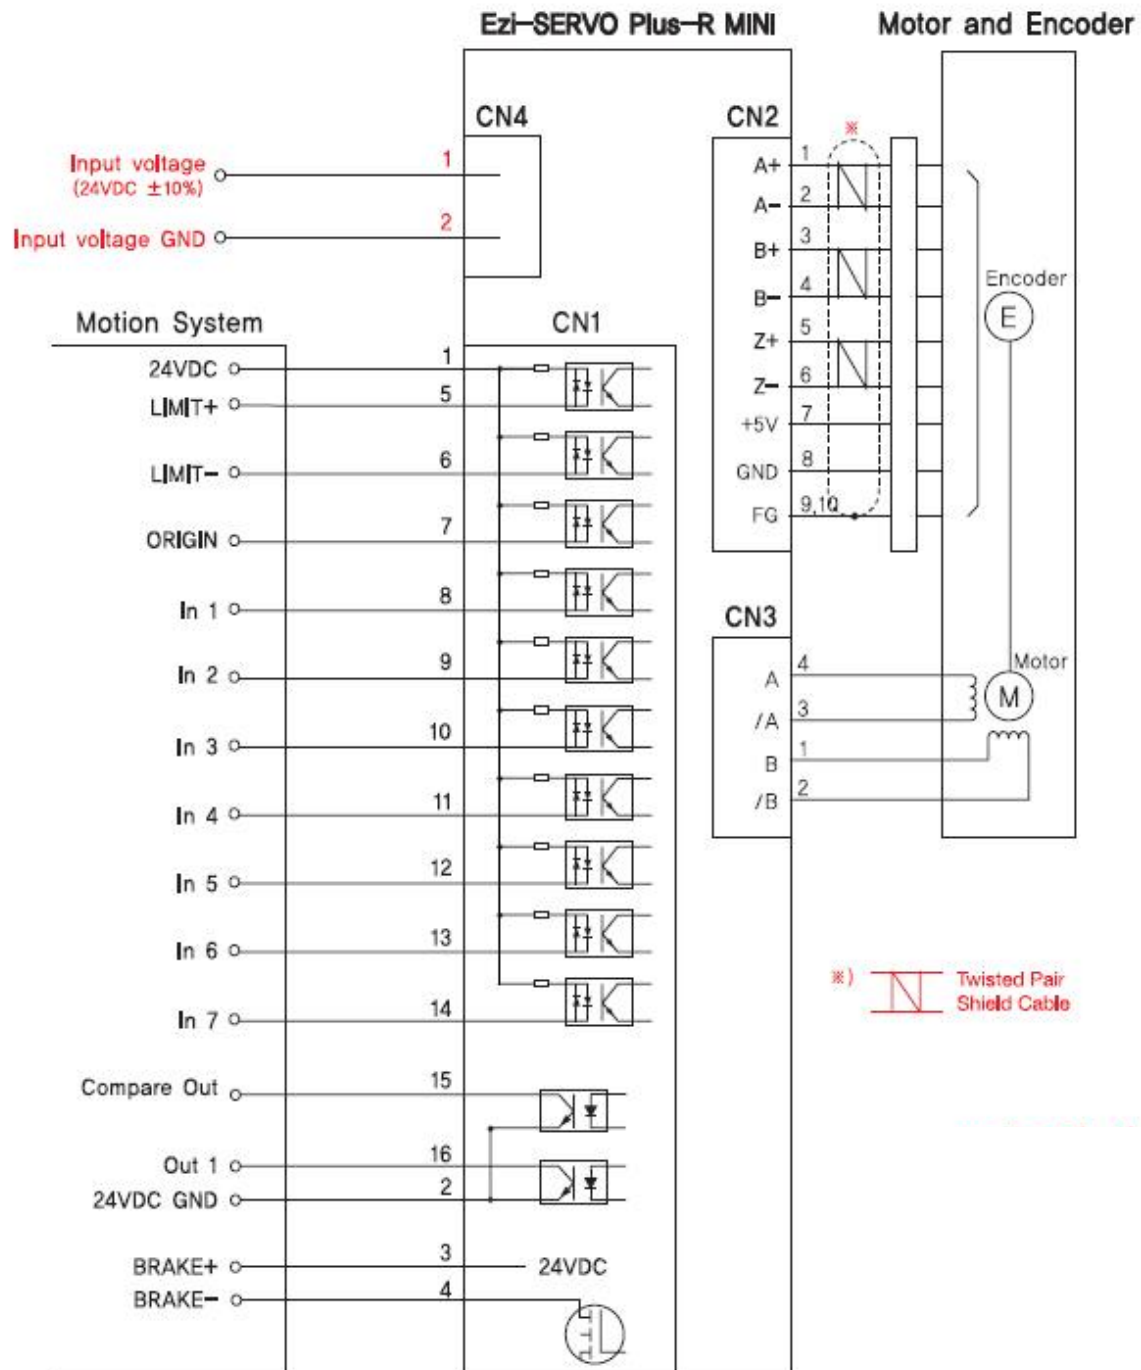 Ezi-SERVO Plus-R MINI
Motor and Encoder
CN4
Input voltage
(24VDC ±10%)
1
Input voltage GND
2
CN2
※
A+ 1
A- 2
B+ 3
B- 4
Z+ 5
Z- 6
+5V 7
GND 8
FG 9,10
Encoder
E
Motion System
CN1
24VDC 1
LIMIT+ 5
LIMIT- 6
ORIGIN 7
In 1 8
In 2 9
In 3 10
In 4 11
In 5 12
In 6 13
In 7 14
Compare Out 15
Out 1 16
24VDC GND 2
BRAKE+ 3 24VDC
BRAKE- 4
CN3
A 4
/A 3
B 1
/B 2
Motor
M
※) Twisted Pair
Shield Cable